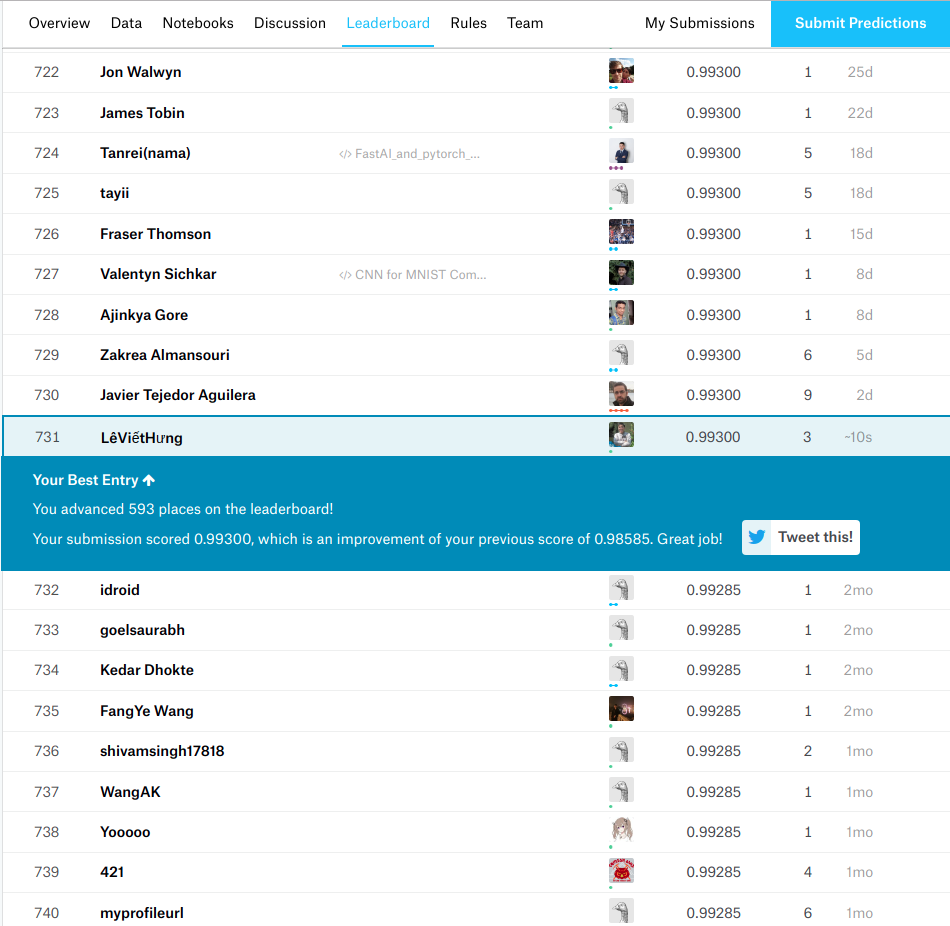 Overview Data Notebooks Discussion Leaderboard Rules Team My Submissions Submit Predictions
722 Jon Walwyn 0.99300 1 25d
723 James Tobin 0.99300 1 22d
724 Tanrei(nama) </> FastAI_and_pytorch_... 0.99300 5 18d
725 tayii 0.99300 5 18d
726 Fraser Thomson 0.99300 1 15d
727 Valentyn Sichkar </> CNN for MNIST Com... 0.99300 1 8d
728 Ajinkya Gore 0.99300 1 8d
729 Zakrea Almansouri 0.99300 6 5d
730 Javier Tejedor Aguilera 0.99300 9 2d
731 LêViếtHưng 0.99300 3 ~10s
Your Best Entry ↑
You advanced 593 places on the leaderboard!
Your submission scored 0.99300, which is an improvement of your previous score of 0.98585. Great job! Tweet this!
732 idroid 0.99285 1 2mo
733 goelsaurabh 0.99285 1 2mo
734 Kedar Dhokte 0.99285 1 2mo
735 FangYe Wang 0.99285 1 2mo
736 shivamsingh17818 0.99285 2 1mo
737 WangAK 0.99285 1 1mo
738 Yooooo 0.99285 1 1mo
739 421 0.99285 4 1mo
740 myprofileurl 0.99285 6 1mo